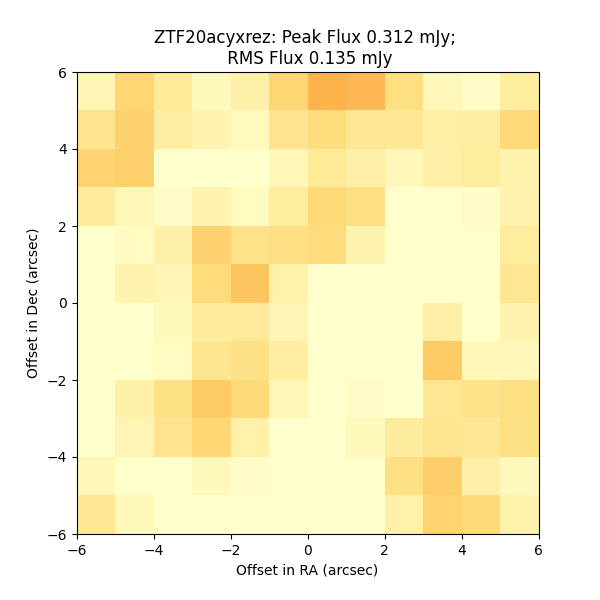 ZTF20acyxrez: Peak Flux 0.312 mJy;
RMS Flux 0.135 mJy
6
4
2
0
−2
−4
−6
Offset in Dec (arcsec)
−6 −4 −2 0 2 4 6
Offset in RA (arcsec)